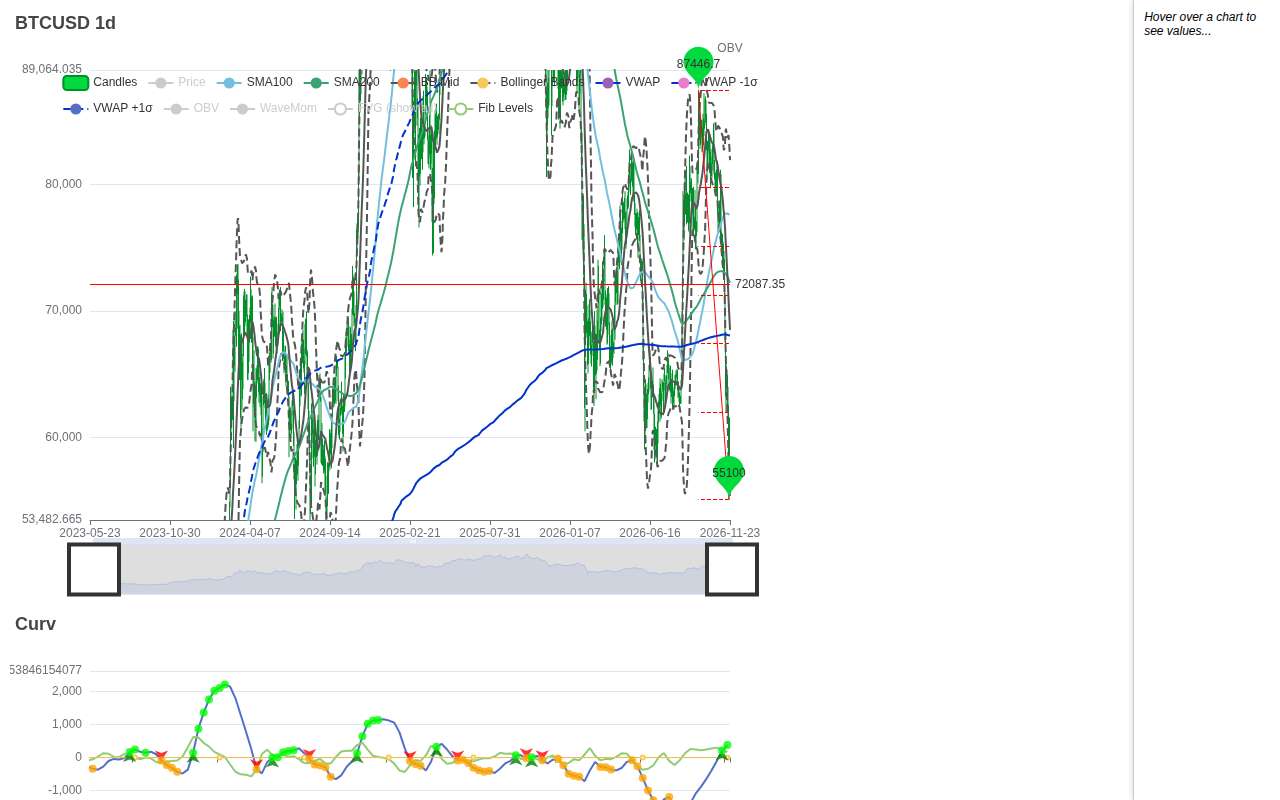 BTCUSD 1d
Hover over a chart to
see values...
OBV
87446.7
89,064.035
Candles Price SMA100 SMA200 BB Mid Bollinger Bands VWAP VWAP -1σ
VWAP +1σ OBV WaveMom Fib Levels
80,000
72087.35
70,000
60,000
55100
53,482.665
2023-05-23 2023-10-30 2024-04-07 2024-09-14 2025-02-21 2025-07-31 2026-01-07 2026-06-16 2026-11-23
Curv
53846154077
2,000
1,000
0
-1,000